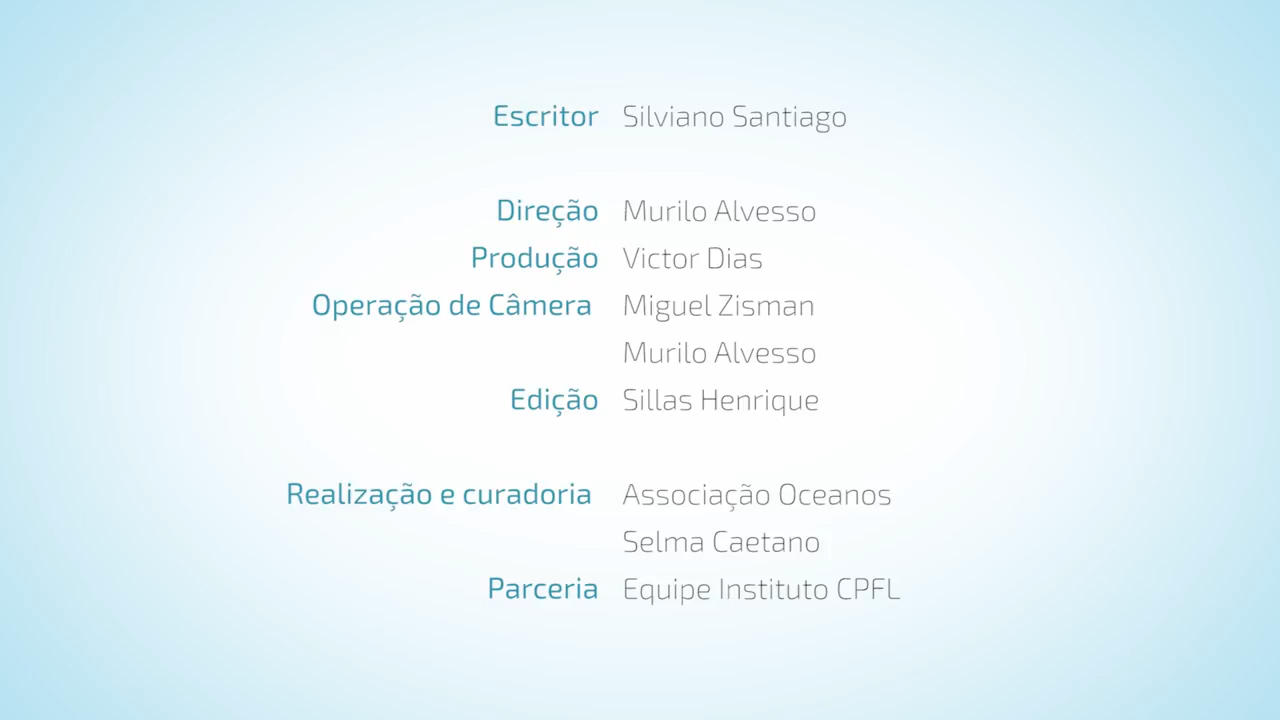 Escritor Silviano Santiago
Direção Murilo Alvesso
Produção Victor Dias
Operação de Câmera Miguel Zisman
Murilo Alvesso
Edição Sillas Henrique
Realização e curadoria Associação Oceanos
Selma Caetano
Parceria Equipe Instituto CPFL